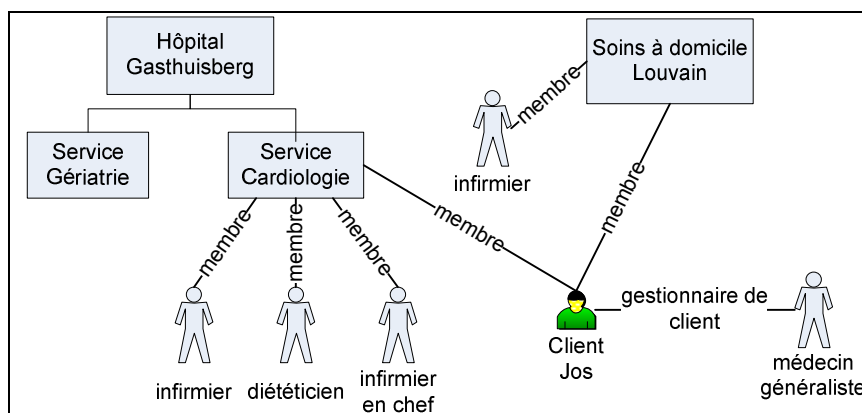 Hôpital
Gasthuisberg
Soins à domicile
Louvain
membre
infirmier
Service
Gériatrie
Service
Cardiologie
membre
membre
membre
membre
membre
gestionnaire de
client
Client
Jos
infirmier
diététicien
infirmier
en chef
médecin
généraliste